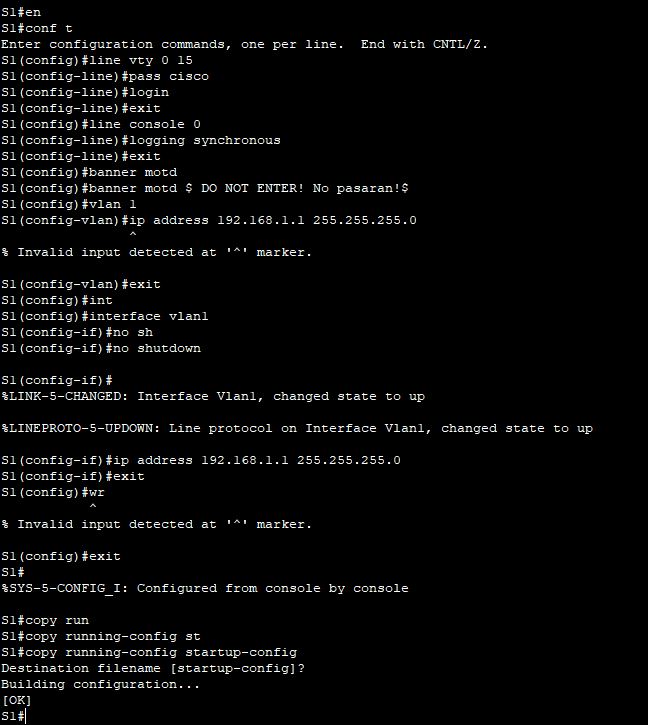 S1#en
S1#conf t
Enter configuration commands, one per line.  End with CNTL/Z.
S1(config)#line vty 0 15
S1(config-line)#pass cisco
S1(config-line)#login
S1(config-line)#exit
S1(config)#line console 0
S1(config-line)#logging synchronous
S1(config-line)#exit
S1(config)#banner motd
S1(config)#banner motd $ DO NOT ENTER! No pasaran!$
S1(config)#vlan 1
S1(config-vlan)#ip address 192.168.1.1 255.255.255.0
^
% Invalid input detected at '^' marker.
S1(config-vlan)#exit
S1(config)#int
S1(config)#interface vlan1
S1(config-if)#no sh
S1(config-if)#no shutdown
S1(config-if)#
%LINK-5-CHANGED: Interface Vlan1, changed state to up
%LINEPROTO-5-UPDOWN: Line protocol on Interface Vlan1, changed state to up
S1(config-if)#ip address 192.168.1.1 255.255.255.0
S1(config-if)#exit
S1(config)#wr
^
% Invalid input detected at '^' marker.
S1(config)#exit
S1#
%SYS-5-CONFIG_I: Configured from console by console
S1#copy run
S1#copy running-config st
S1#copy running-config startup-config
Destination filename [startup-config]?
Building configuration...
[OK]
S1#